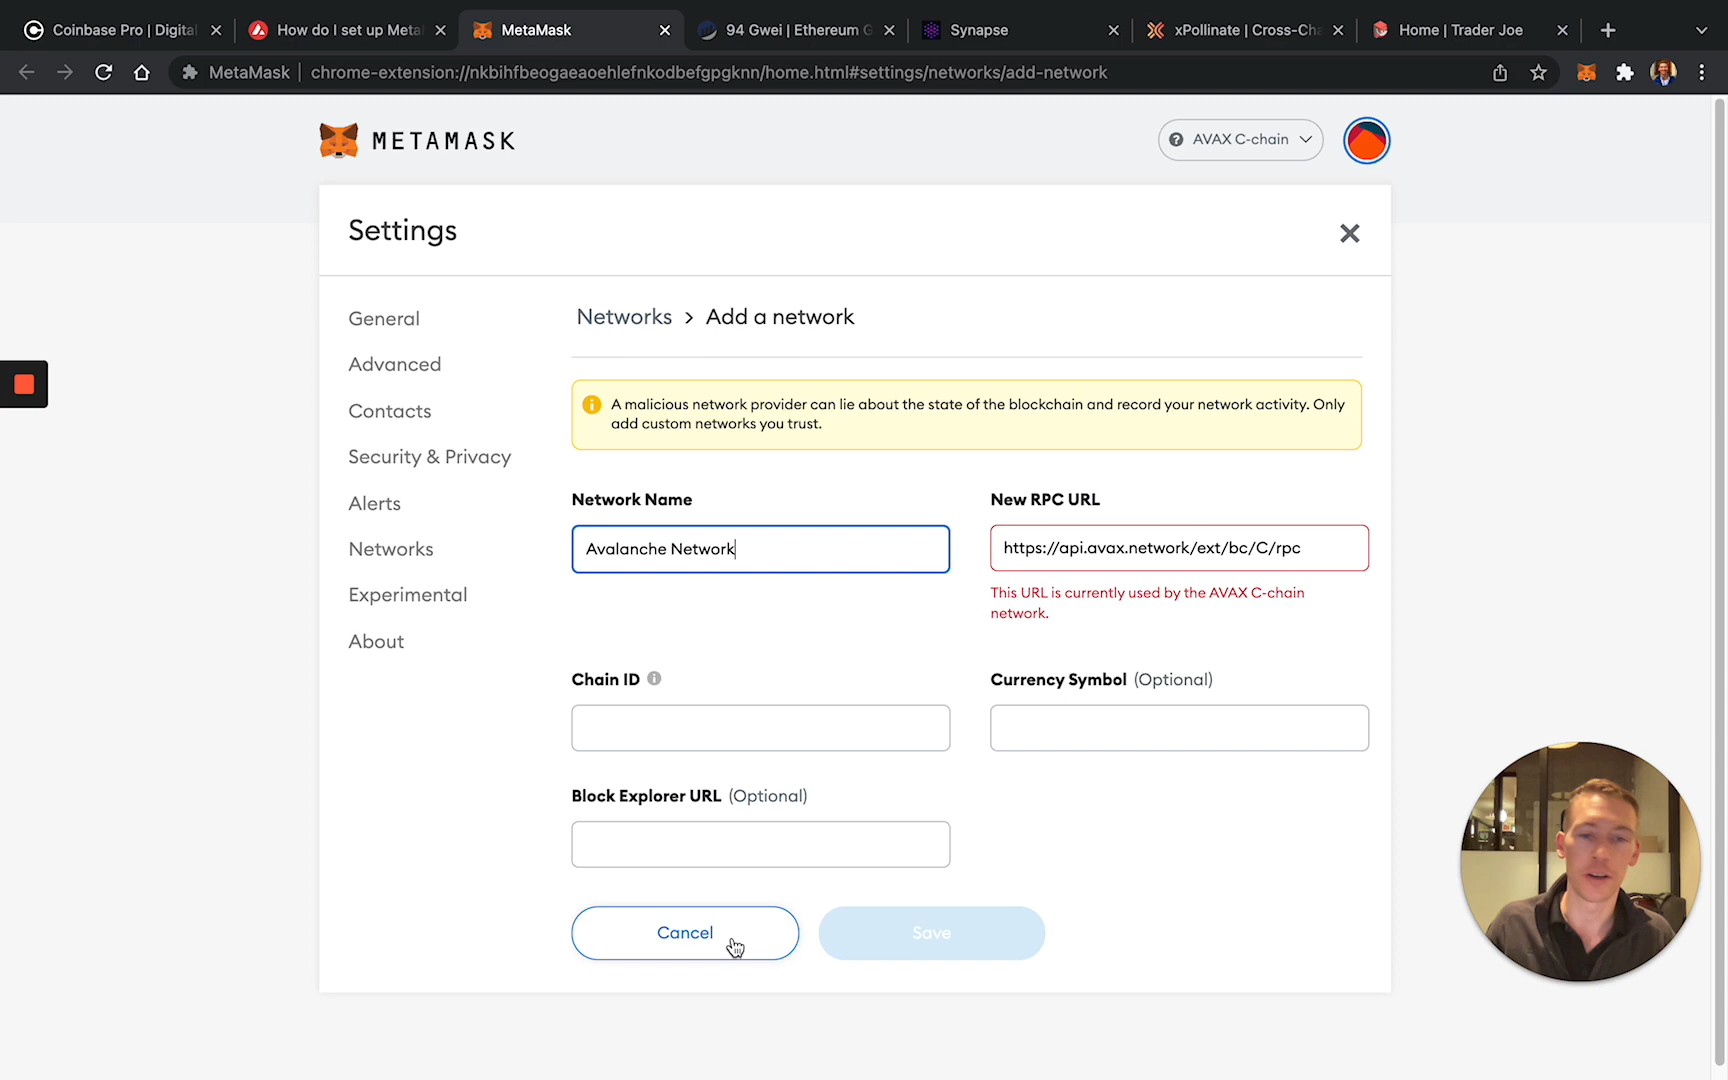 Coinbase Pro | Digita
How do I set up Meta
MetaMask
94 Gwei | Ethereum G
Synapse
xPollinate | Cross-Cha
Home | Trader Joe
MetaMask
chrome-extension://nkbihfbeogaeaoehlefnkodbefgpgknn/home.html#settings/networks/add-network
METAMASK
AVAX C-chain
Settings
General
Advanced
Contacts
Security & Privacy
Alerts
Networks
Experimental
About
Networks > Add a network
A malicious network provider can lie about the state of the blockchain and record your network activity. Only
add custom networks you trust.
Network Name
Avalanche Network
New RPC URL
https://api.avax.network/ext/bc/C/rpc
This URL is currently used by the AVAX C-chain
network.
Chain ID
Currency Symbol (Optional)
Block Explorer URL (Optional)
Cancel
Save